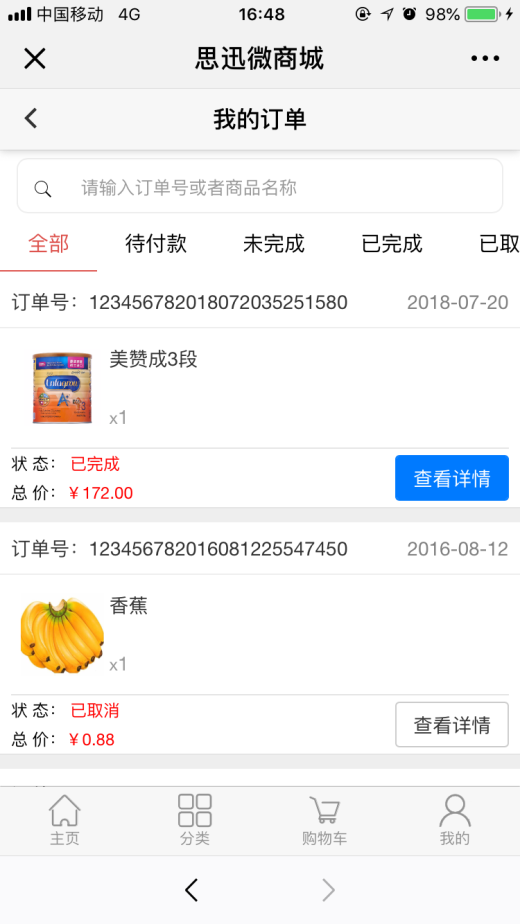 中国移动 4G 16:48 98%
思迅微商城
我的订单
请输入订单号或者商品名称
全部 待付款 未完成 已完成 已取
订单号：123456782018072035251580 2018-07-20
美赞成3段
Enfagrow
A+
x1
状 态： 已完成
总 价： ￥172.00
查看详情
订单号：123456782016081225547450 2016-08-12
香蕉
x1
状 态： 已取消
总 价： ￥0.88
查看详情
主页 分类 购物车 我的